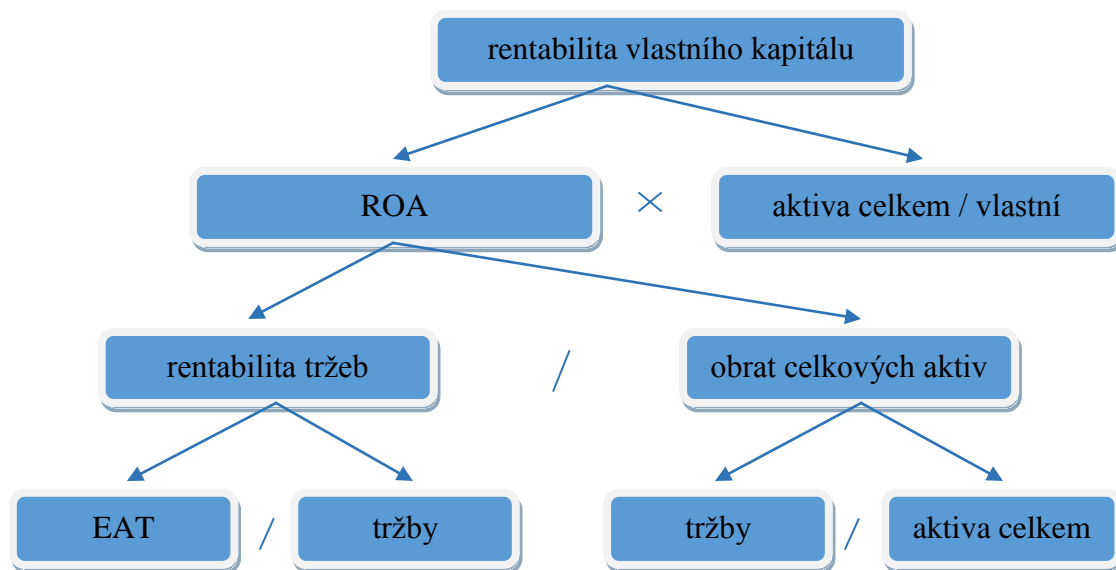 rentabilita vlastního kapitálu
ROA × aktiva celkem / vlastní
rentabilita tržeb / obrat celkových aktiv
EAT / tržby tržby / aktiva celkem